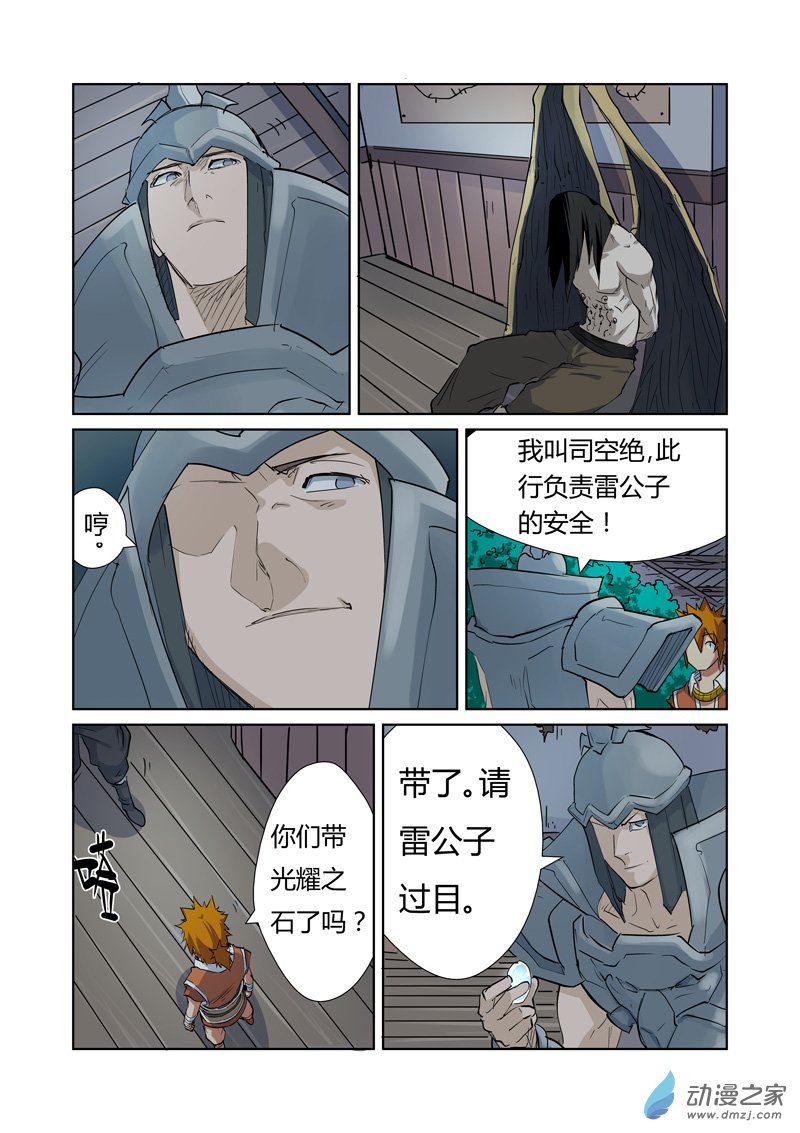 哼。
我叫司空绝，此
行负责雷公子
的安全！
你们带
光耀之
石了吗？
嗒
带了。请
雷公子
过目。
动漫之家
www.dmzj.com